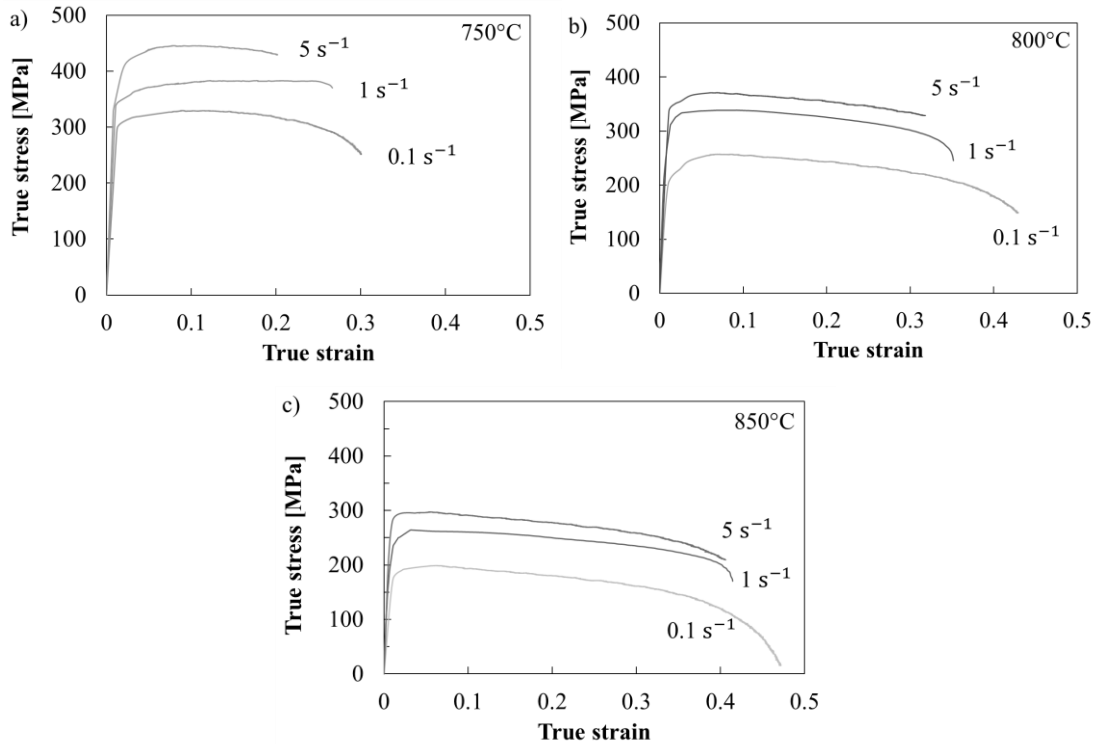 a)
750°C
True stress [MPa]
500
400
300
200
100
0
5 s⁻¹
1 s⁻¹
0.1 s⁻¹
0 0.1 0.2 0.3 0.4 0.5
True strain
b)
800°C
True stress [MPa]
500
400
300
200
100
0
5 s⁻¹
1 s⁻¹
0.1 s⁻¹
0 0.1 0.2 0.3 0.4 0.5
True strain
c)
850°C
True stress [MPa]
500
400
300
200
100
0
5 s⁻¹
1 s⁻¹
0.1 s⁻¹
0 0.1 0.2 0.3 0.4 0.5
True strain